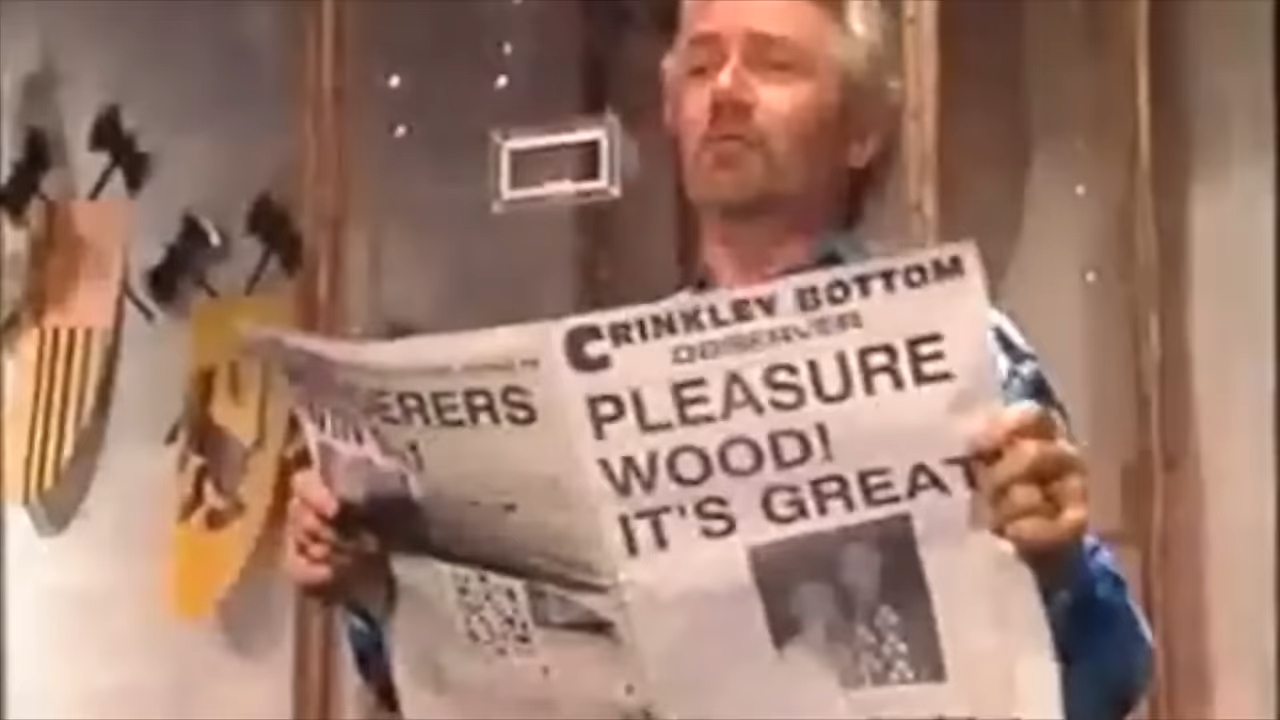 ERERS
CRINKLEY BOTTOM
OBSERVER
PLEASURE
WOOD!
IT'S GREAT